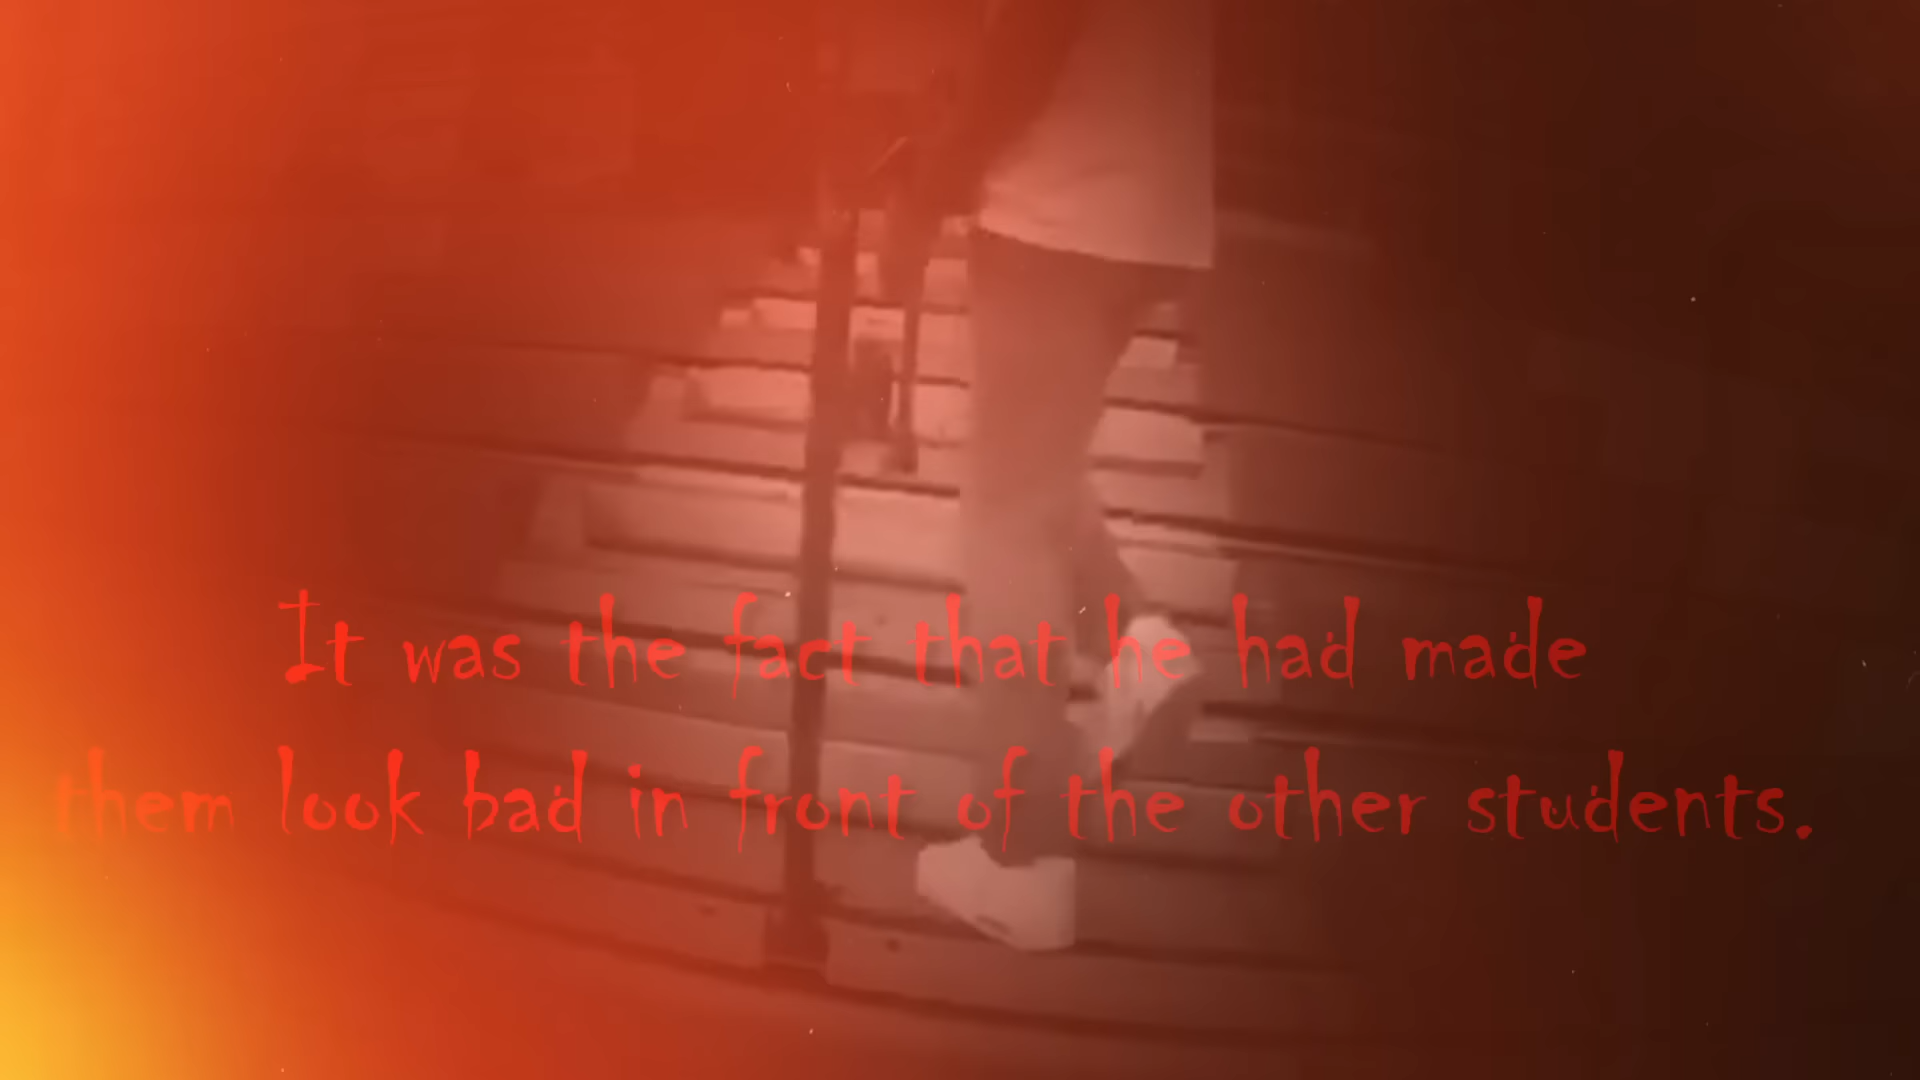 It was the fact that he had made
them look bad in front of the other students.